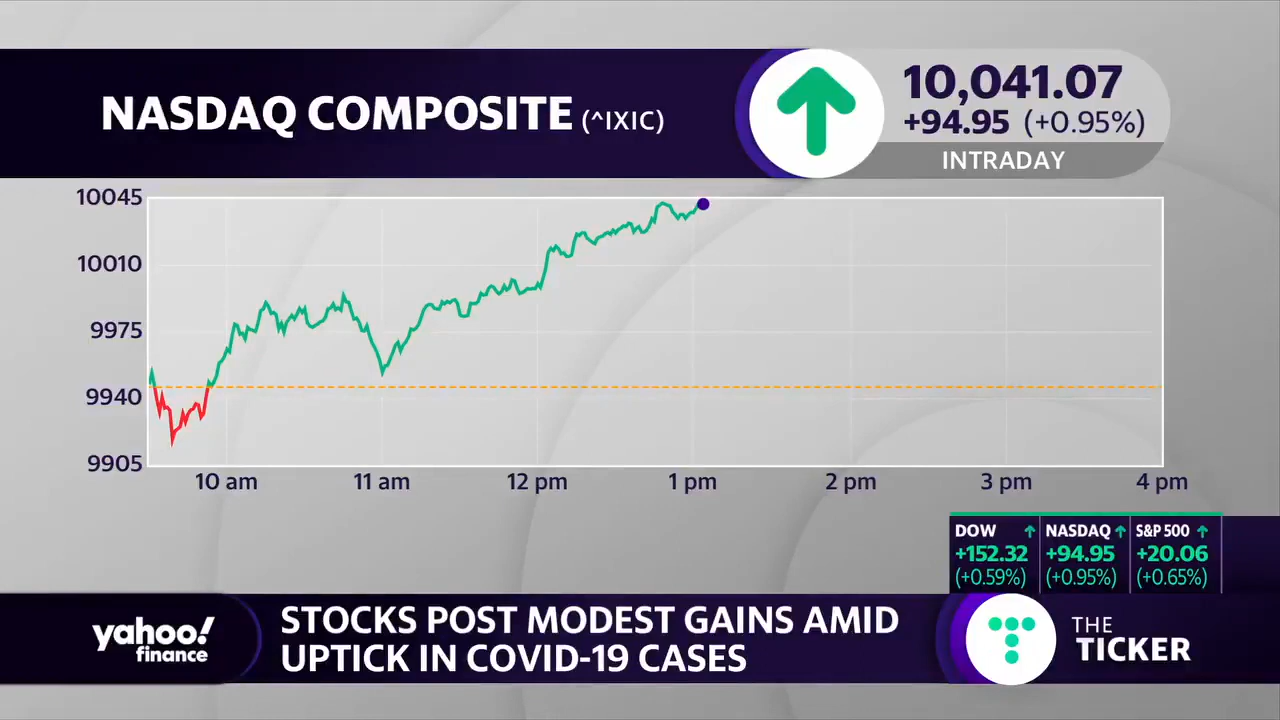 NASDAQ COMPOSITE (^IXIC)
10,041.07
+94.95 (+0.95%)
INTRADAY
10045
10010
9975
9940
9905
10 am 11 am 12 pm 1 pm 2 pm 3 pm 4 pm
DOW NASDAQ S&P 500
+152.32 +94.95 +20.06
(+0.59%) (+0.95%) (+0.65%)
yahoo!
finance
STOCKS POST MODEST GAINS AMID
UPTICK IN COVID-19 CASES
THE
TICKER